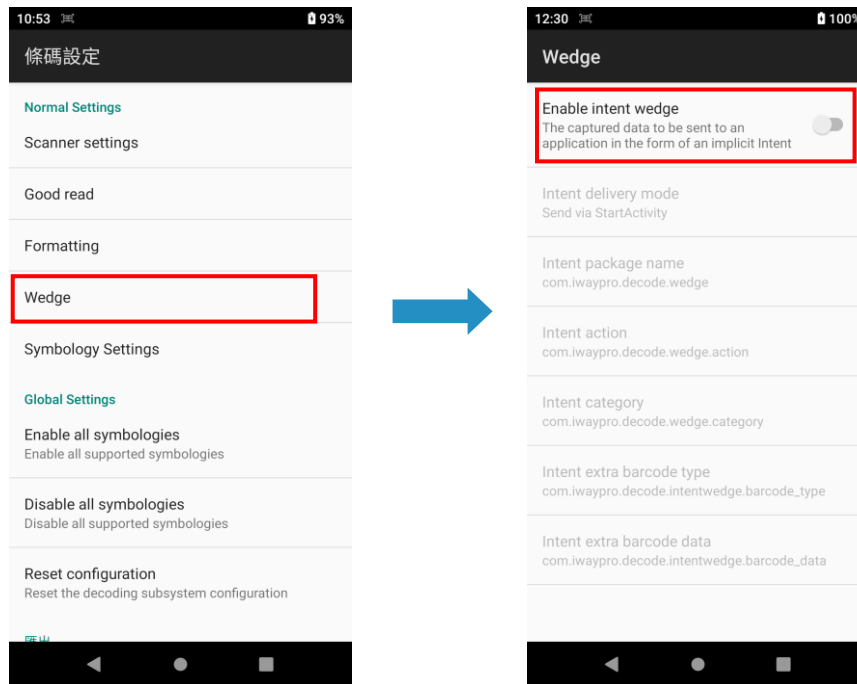 10:53
93%
條碼設定
Normal Settings
Scanner settings
Good read
Formatting
Wedge
Symbology Settings
Global Settings
Enable all symbologies
Enable all supported symbologies
Disable all symbologies
Disable all supported symbologies
Reset configuration
Reset the decoding subsystem configuration
匯出
12:30
100%
Wedge
Enable intent wedge
The captured data to be sent to an
application in the form of an implicit Intent
Intent delivery mode
Send via StartActivity
Intent package name
com.iwaypro.decode.wedge
Intent action
com.iwaypro.decode.wedge.action
Intent category
com.iwaypro.decode.wedge.category
Intent extra barcode type
com.iwaypro.decode.intentwedge.barcode_type
Intent extra barcode data
com.iwaypro.decode.intentwedge.barcode_data